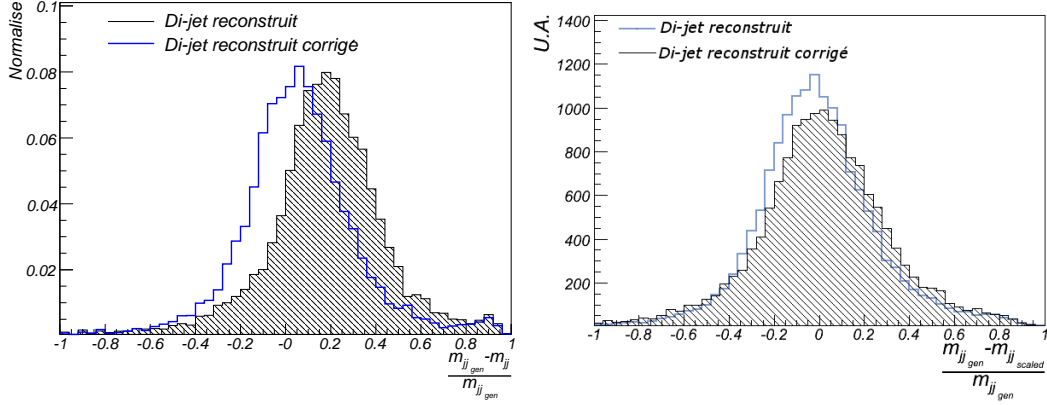 Normalise
0.1
0.08
0.06
0.04
0.02
Di-jet reconstruit
Di-jet reconstruit corrigé
-1 -0.8 -0.6 -0.4 -0.2 -0 0.2 0.4 0.6 0.8 1
m_jj_gen -m_jj
m_jj_gen
U.A.
1400
1200
1000
800
600
400
200
Di-jet reconstruit
Di-jet reconstruit corrigé
-1 -0.8 -0.6 -0.4 -0.2 0 0.2 0.4 0.6 0.8 1
m_jj_gen -m_jj_scaled
m_jj_gen